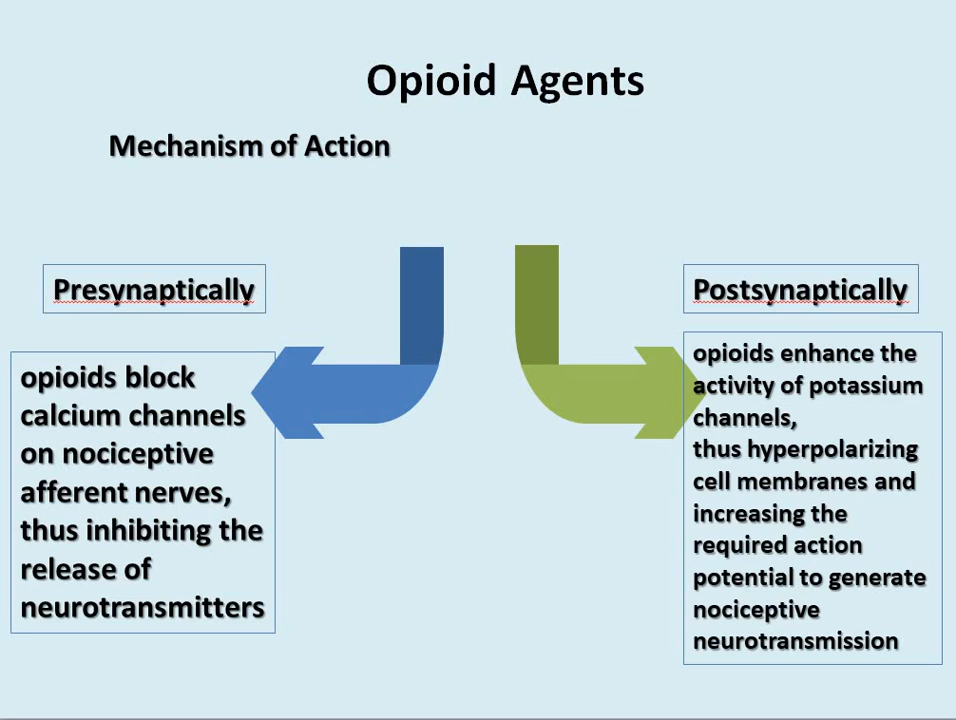 Opioid Agents
Mechanism of Action
Presynaptically
opioids block
calcium channels
on nociceptive
afferent nerves,
thus inhibiting the
release of
neurotransmitters
Postsynaptically
opioids enhance the
activity of potassium
channels,
thus hyperpolarizing
cell membranes and
increasing the
required action
potential to generate
nociceptive
neurotransmission